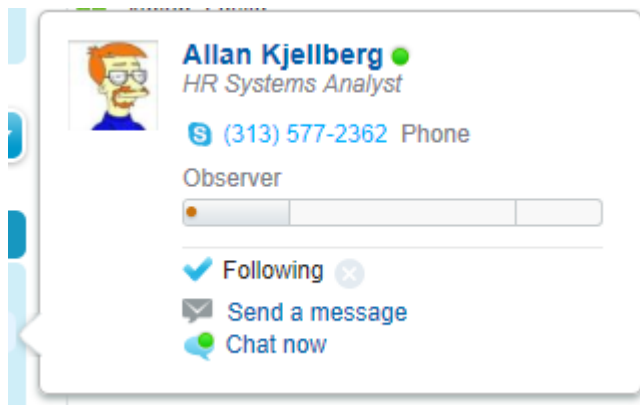 Allan Kjellberg
HR Systems Analyst
(313) 577-2362 Phone
Observer
Following
Send a message
Chat now